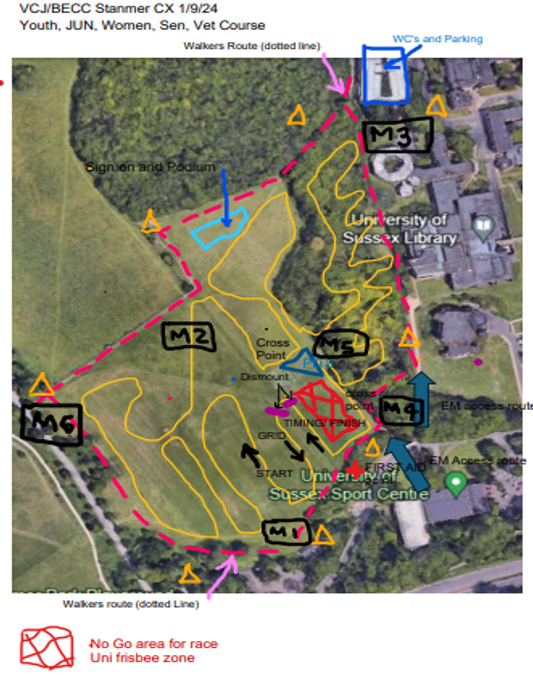 VCJ/BECC Stanmer CX 1/9/24
Youth, JUN, Women, Sen, Vet Course
Walkers Route (dotted line)
WC's and Parking
M3
Sign on and Podium
University of
Sussex Library
M2
Cross
Point
M5
Dismount
Cross
point
M4
EM access route
M6
TIMING/ FINISH
GRID
START
FIRST AID
EM Access route
University of
Sussex Sport Centre
M1
Walkers route (dotted Line)
No Go area for race
Uni frisbee zone